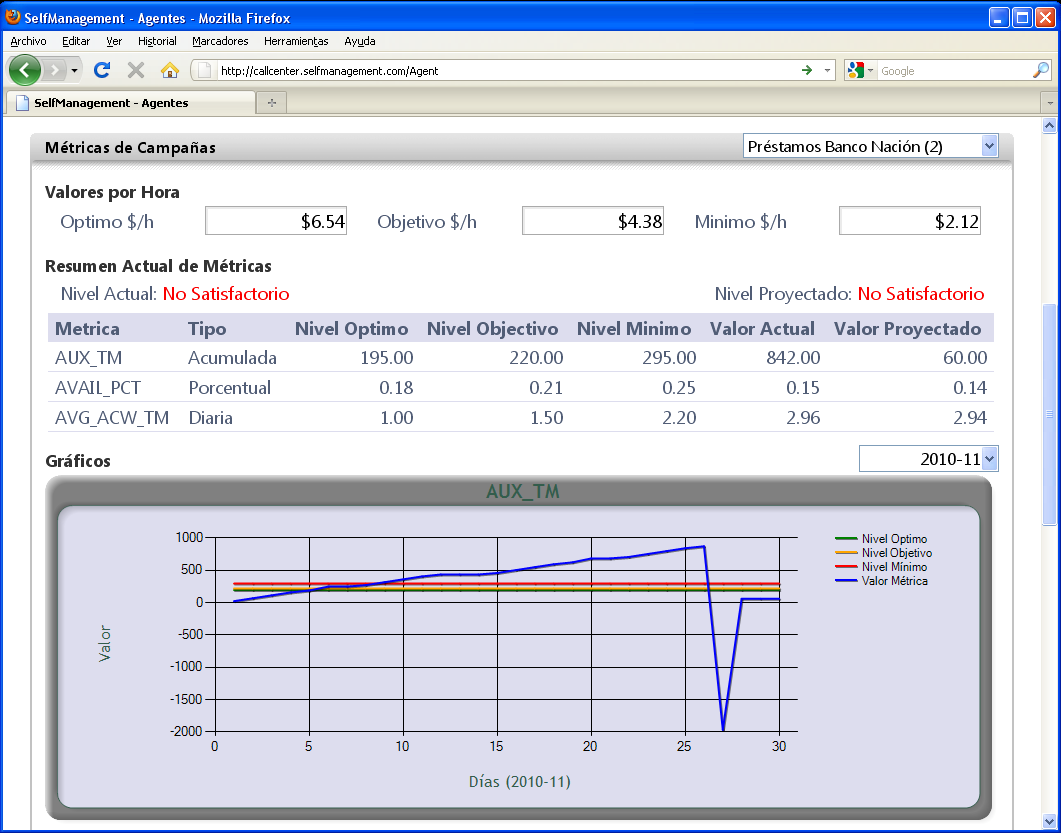 SelfManagement - Agentes - Mozilla Firefox
Archivo Editar Ver Historial Marcadores Herramientas Ayuda
http://callcenter.selfmanagement.com/Agent Google
SelfManagement - Agentes
Métricas de Campañas Préstamos Banco Nación (2)
Valores por Hora
Optimo $/h $6.54 Objetivo $/h $4.38 Minimo $/h $2.12
Resumen Actual de Métricas
Nivel Actual: No Satisfactorio Nivel Proyectado: No Satisfactorio
Metrica Tipo Nivel Optimo Nivel Objectivo Nivel Minimo Valor Actual Valor Proyectado
AUX_TM Acumulada 195.00 220.00 295.00 842.00 60.00
AVAIL_PCT Porcentual 0.18 0.21 0.25 0.15 0.14
AVG_ACW_TM Diaria 1.00 1.50 2.20 2.96 2.94
Gráficos 2010-11
AUX_TM
1000
500
0
-500
-1000
-1500
-2000
Valor
0 5 10 15 20 25 30
Días (2010-11)
Nivel Optimo
Nivel Objetivo
Nivel Mínimo
Valor Métrica